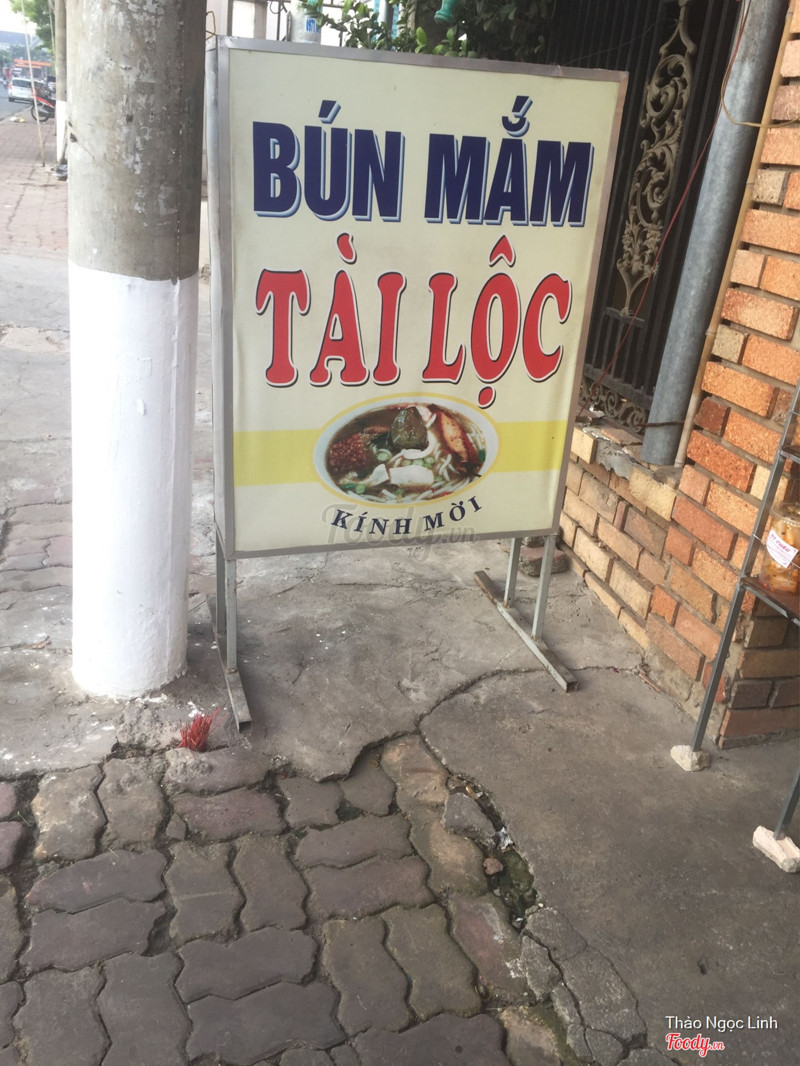 BÚN MẮM
TÀI LỘC
KÍNH MỜI
Foody.vn
Thảo Ngọc Linh
Foody.vn